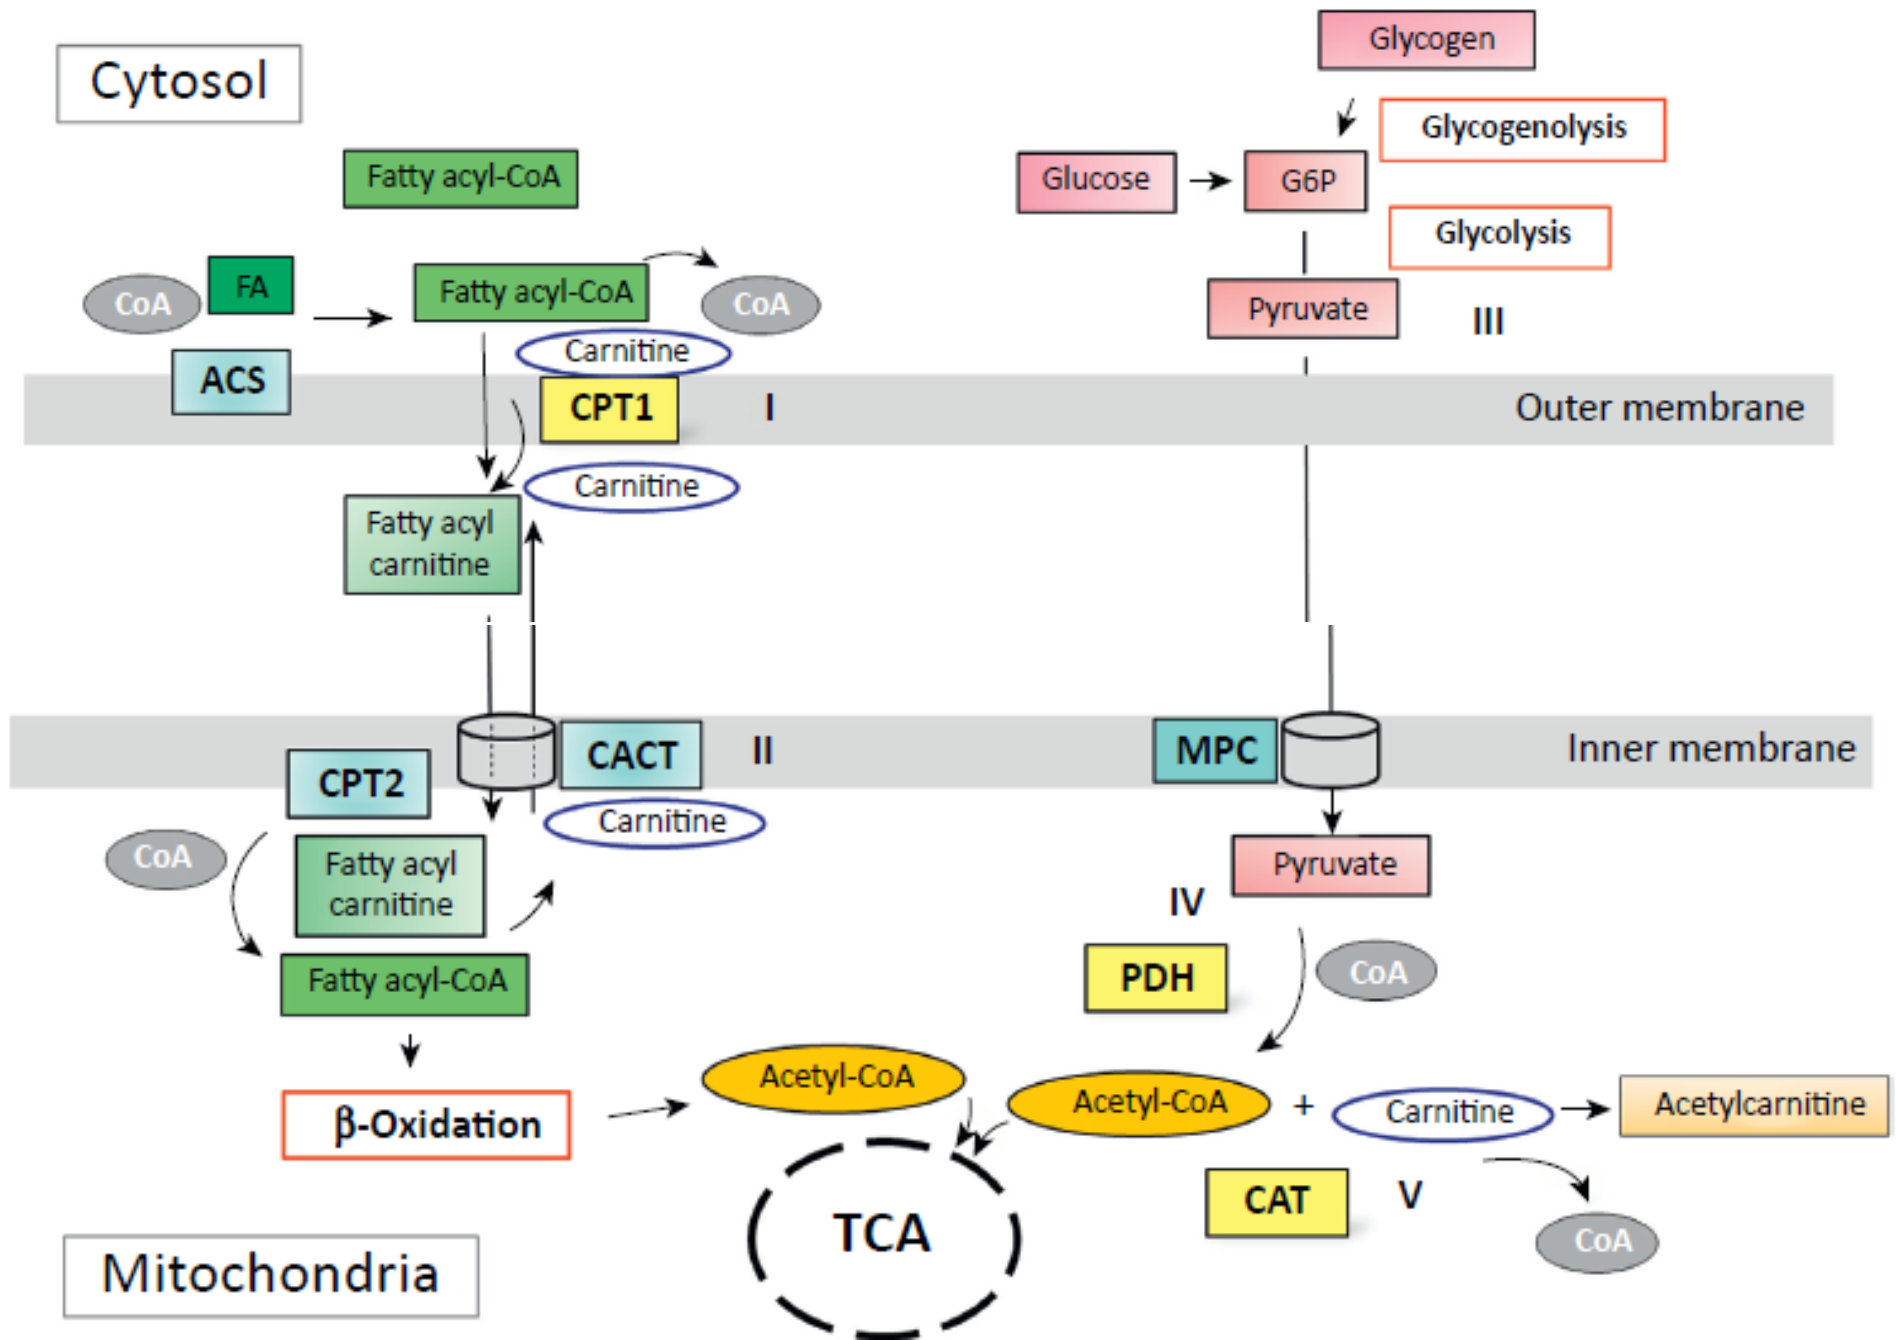 Cytosol
Glycogen
Glycogenolysis
Fatty acyl-CoA
Glucose
G6P
Glycolysis
CoA
FA
Fatty acyl-CoA
CoA
Pyruvate
III
Carnitine
ACS
CPT1
I
Outer membrane
Carnitine
Fatty acyl
carnitine
CPT2
CACT
II
MPC
Inner membrane
Carnitine
CoA
Fatty acyl
carnitine
Pyruvate
IV
Fatty acyl-CoA
PDH
CoA
β-Oxidation
Acetyl-CoA
Acetyl-CoA
+
Carnitine
Acetylcarnitine
TCA
CAT
V
CoA
Mitochondria